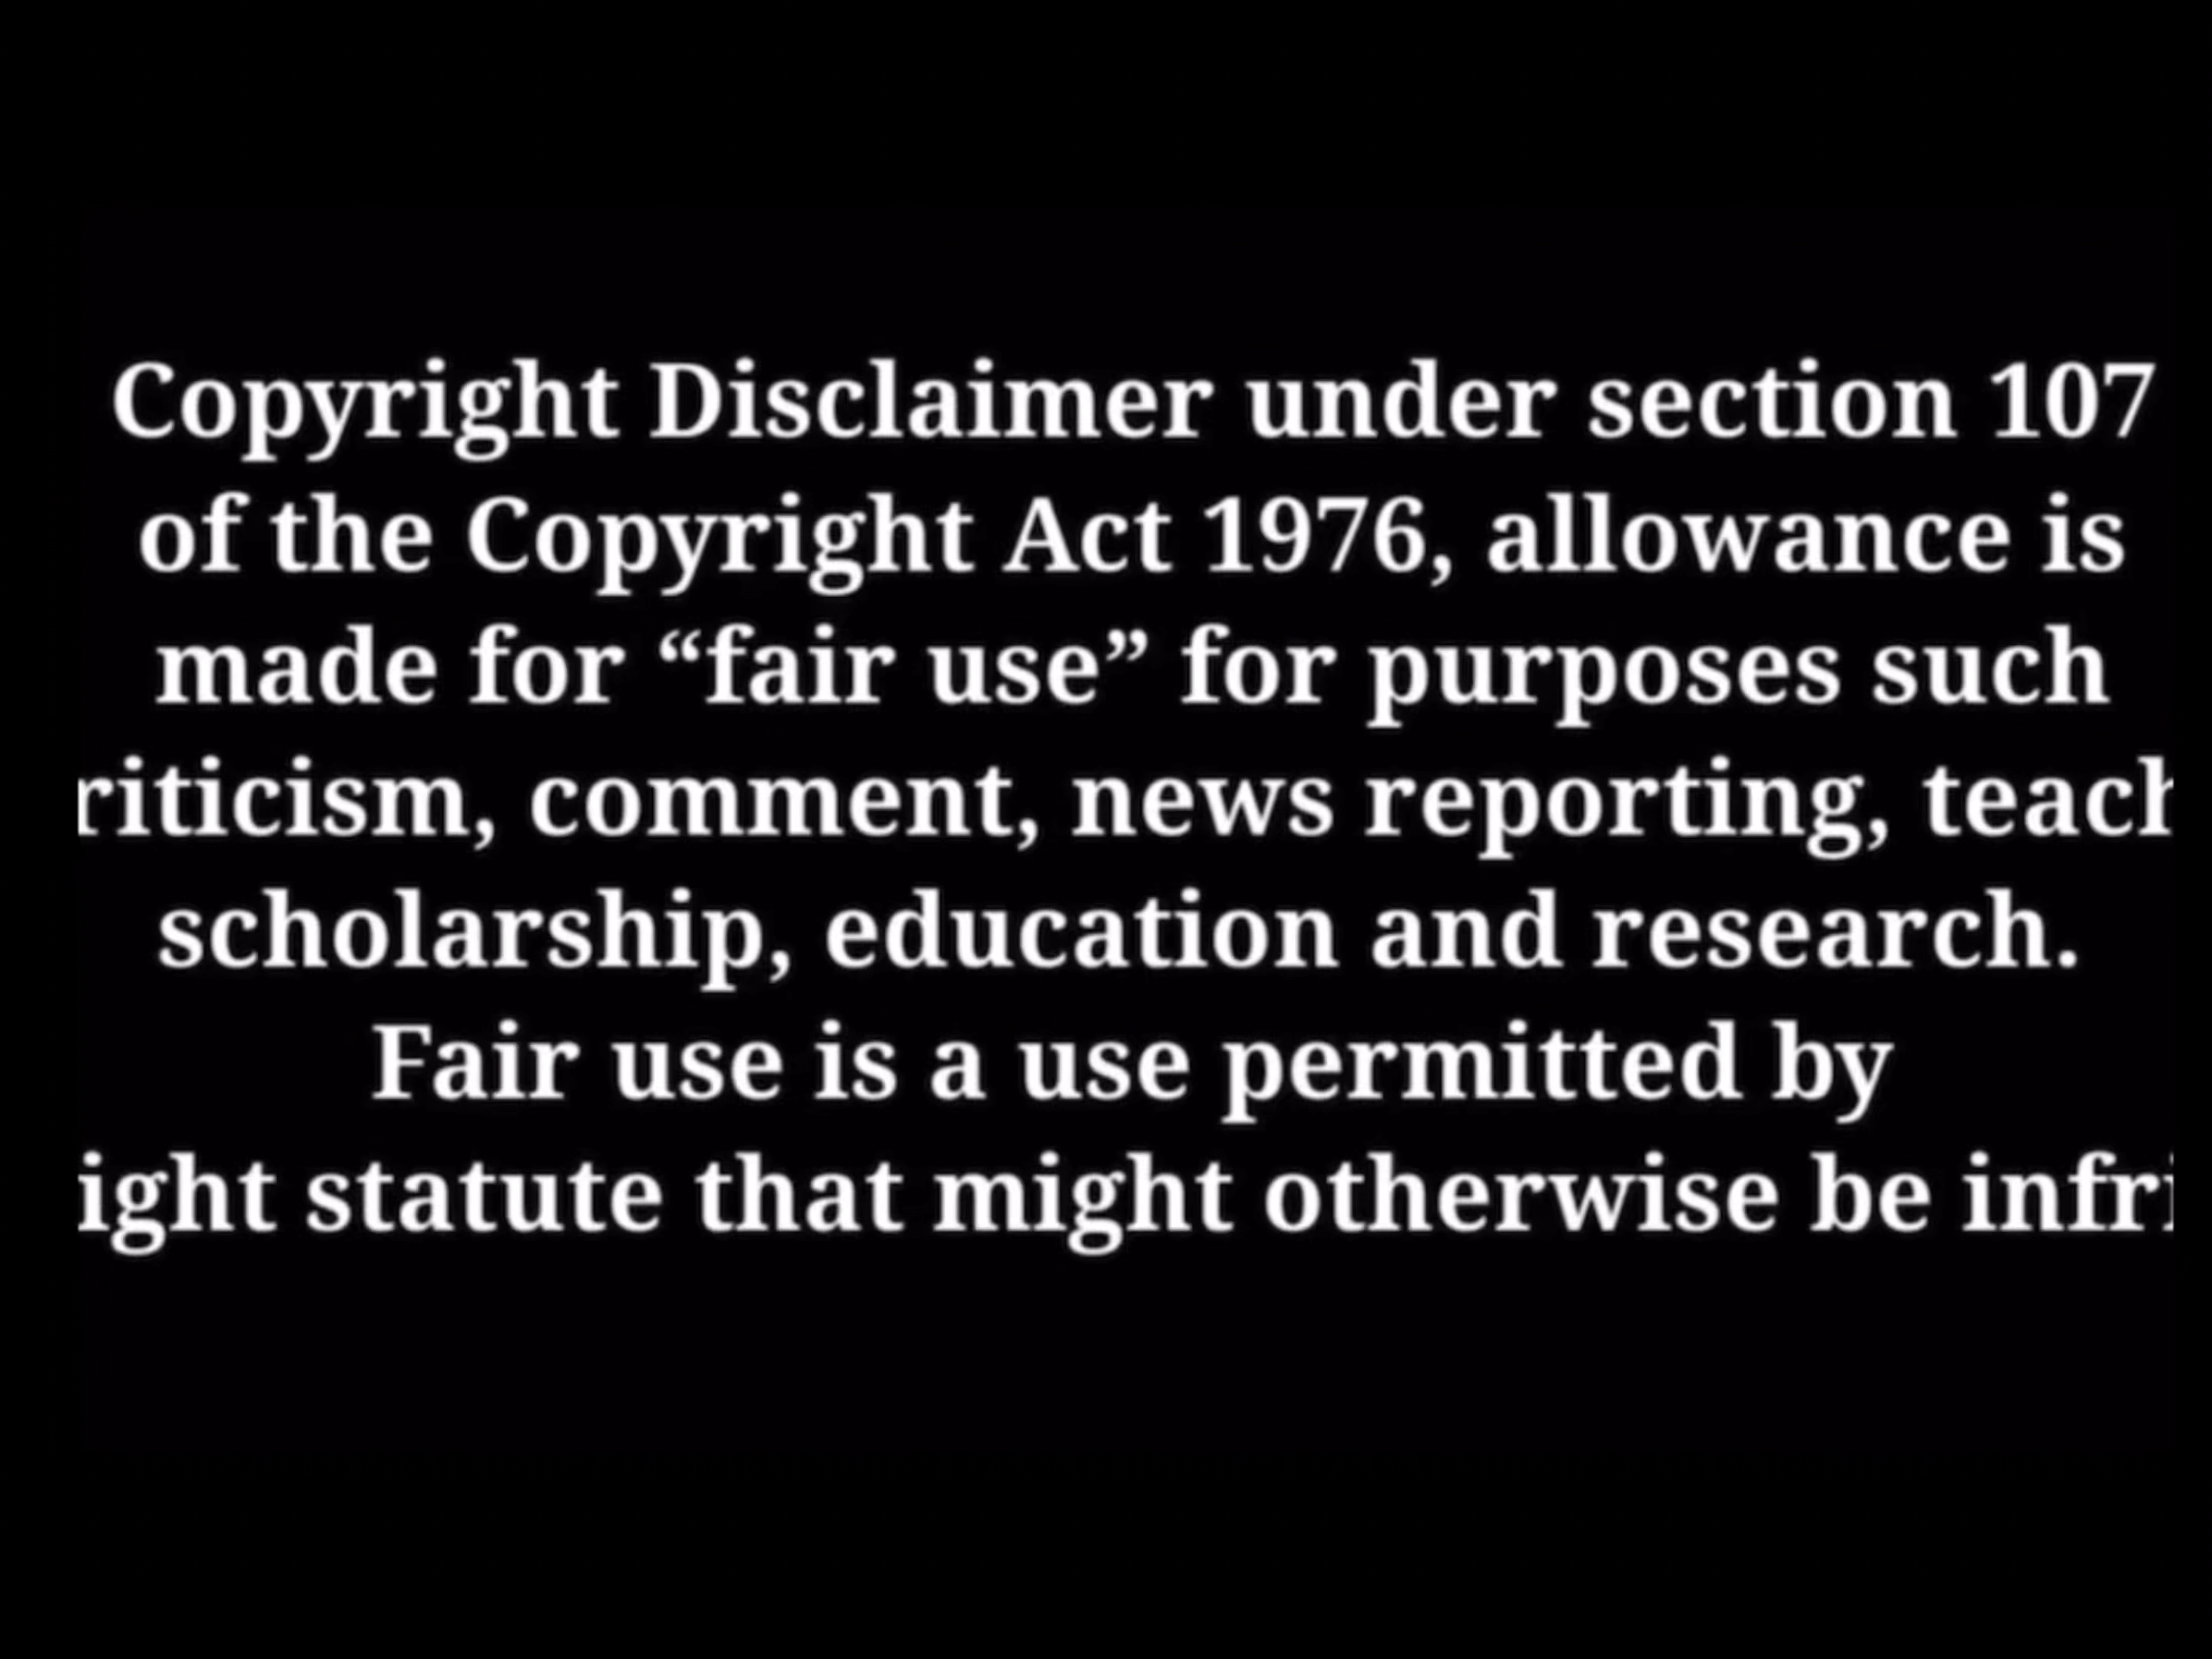 Copyright Disclaimer under section 107
of the Copyright Act 1976, allowance is
made for “fair use” for purposes such
riticism, comment, news reporting, teach
scholarship, education and research.
Fair use is a use permitted by
ight statute that might otherwise be infri